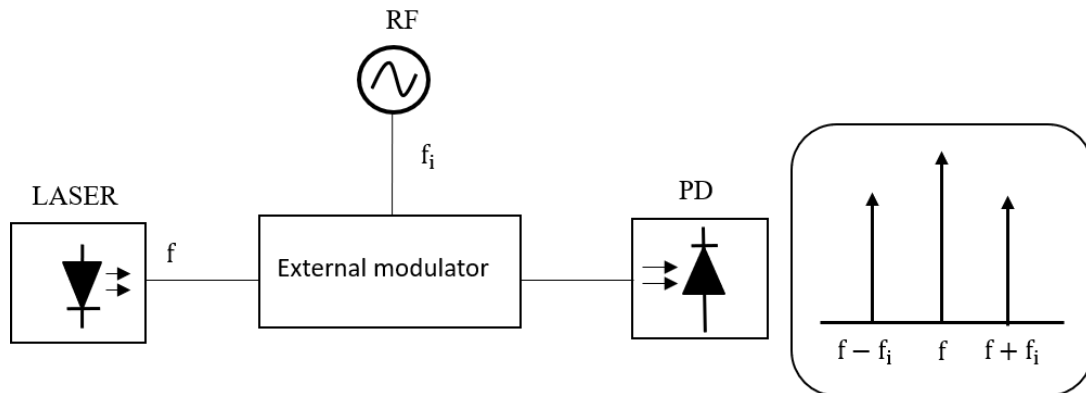 RF
fᵢ
LASER
f
External modulator
PD
f − fᵢ f f + fᵢ